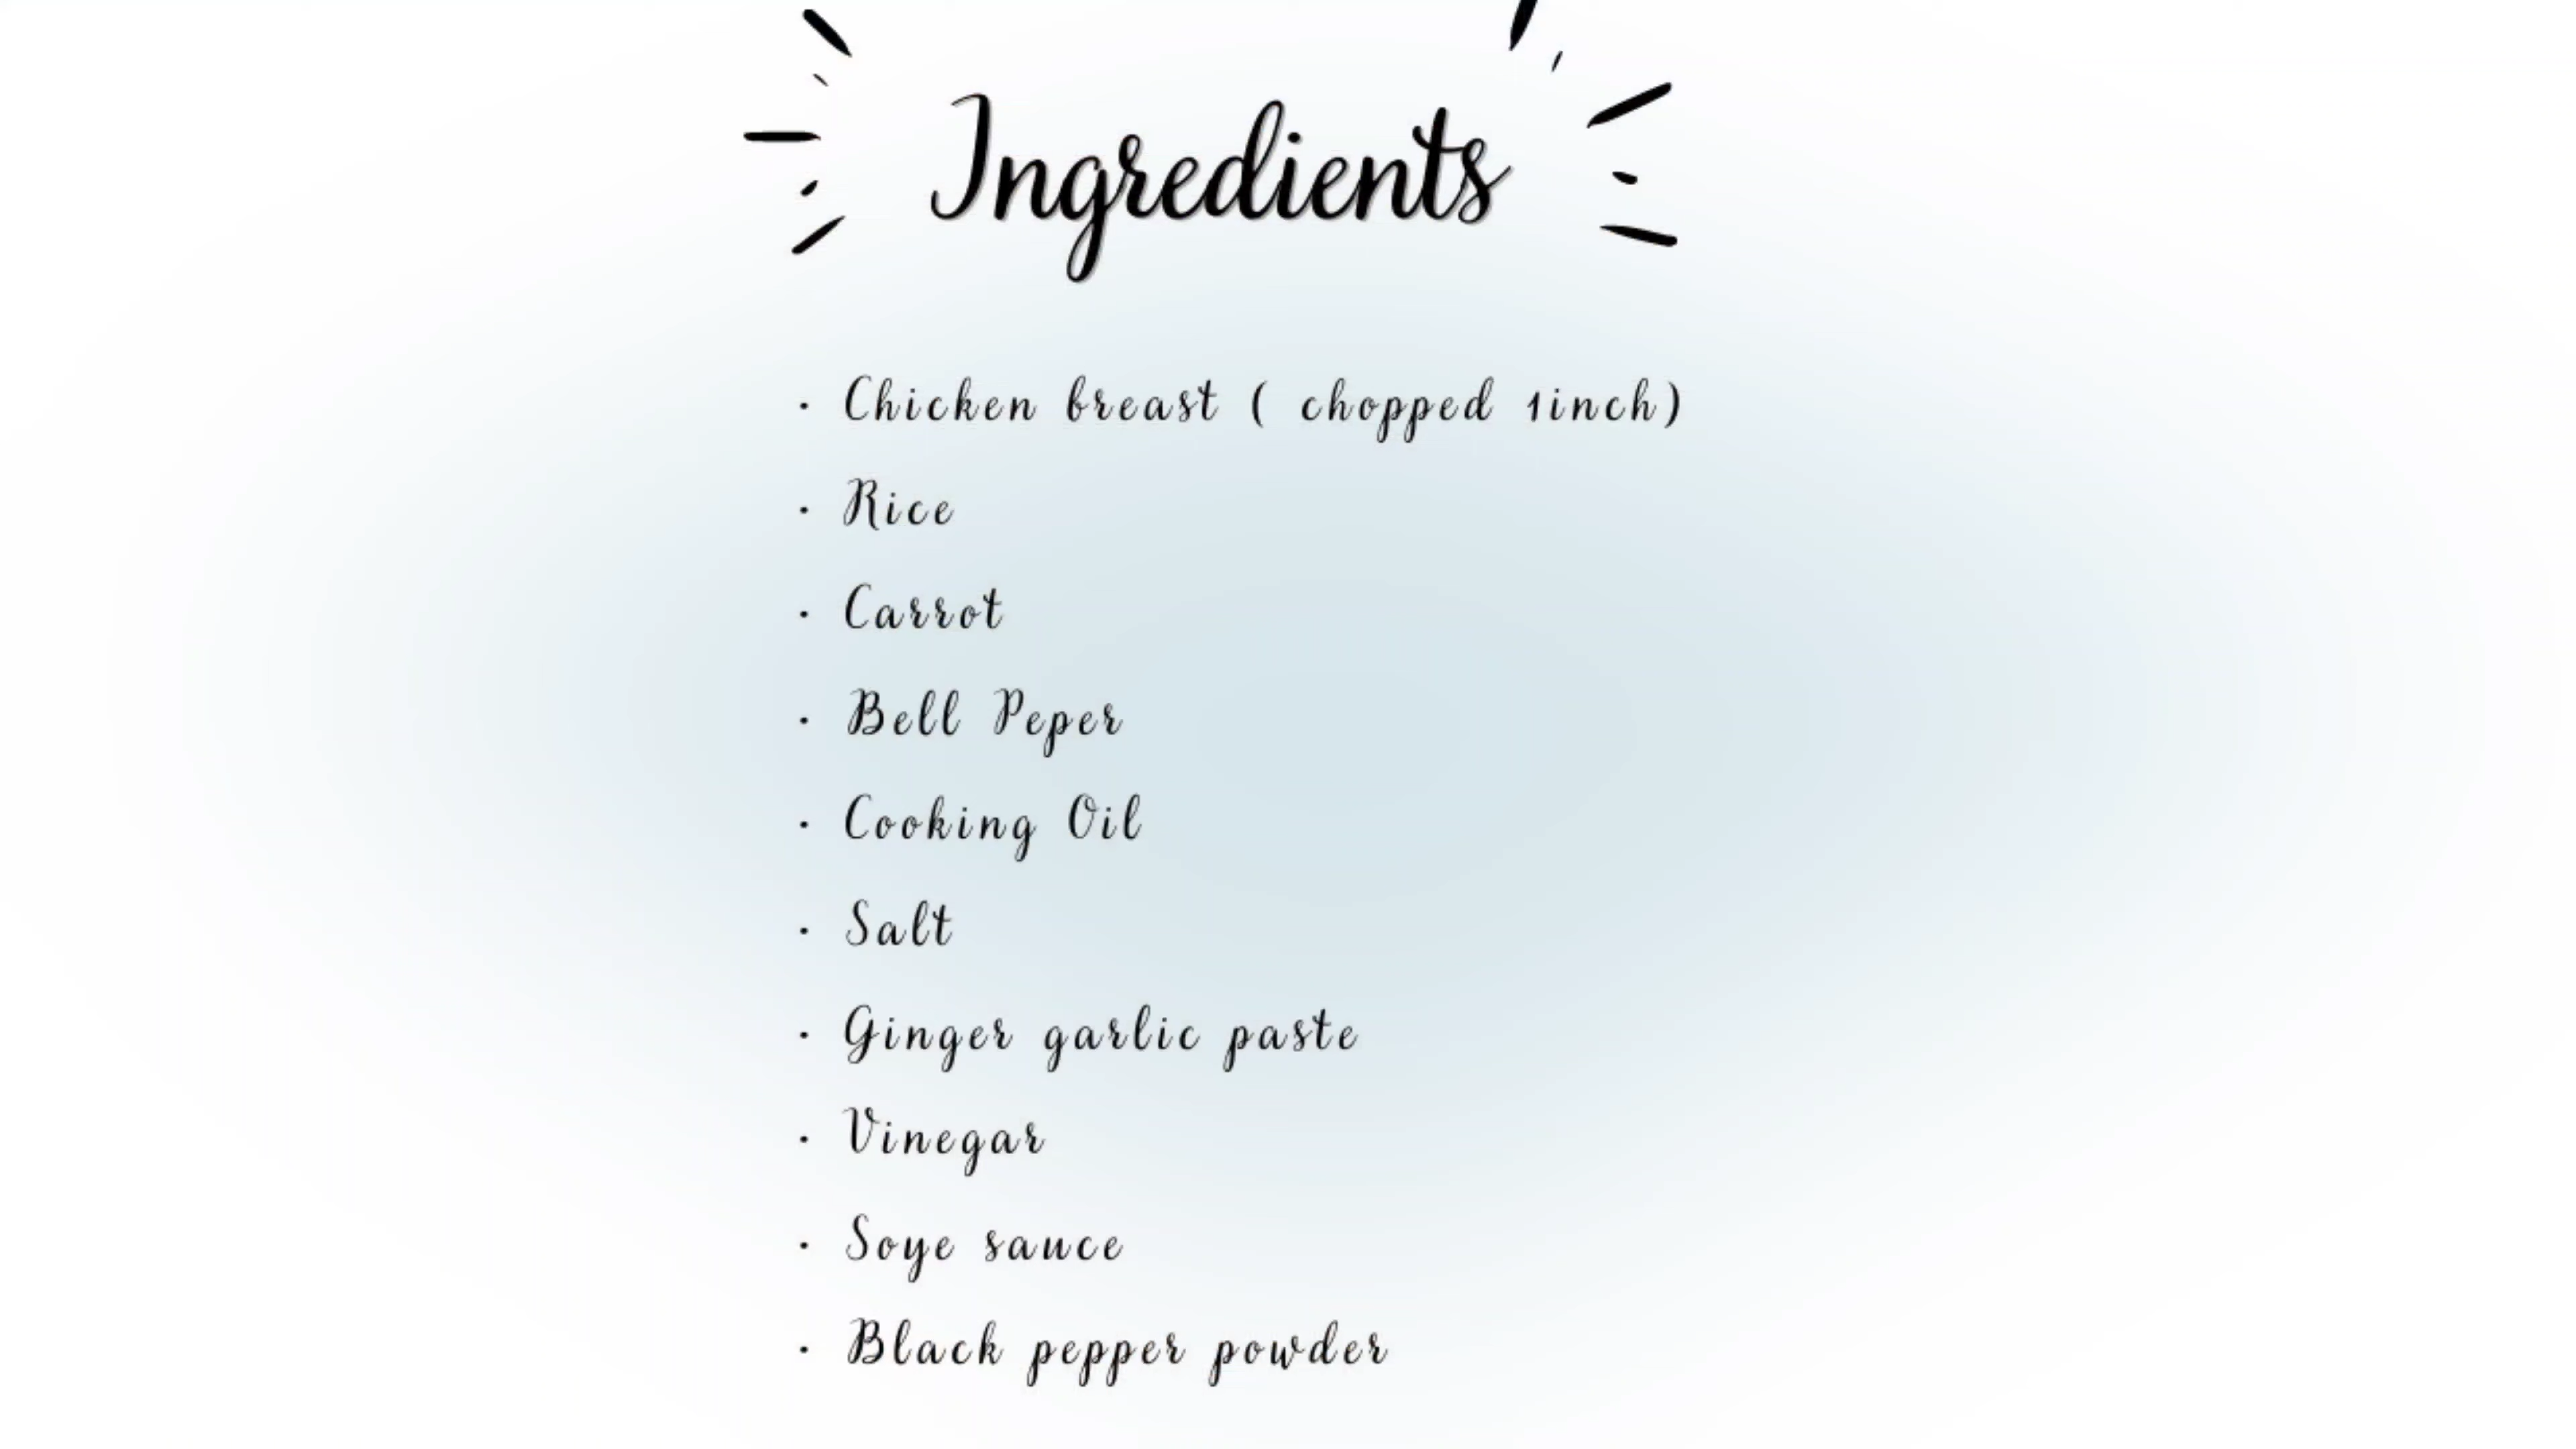 Ingredients
· Chicken breast ( chopped 1inch)
· Rice
· Carrot
· Bell Peper
· Cooking Oil
· Salt
· Ginger garlic paste
· Vinegar
· Soye sauce
· Black pepper powder